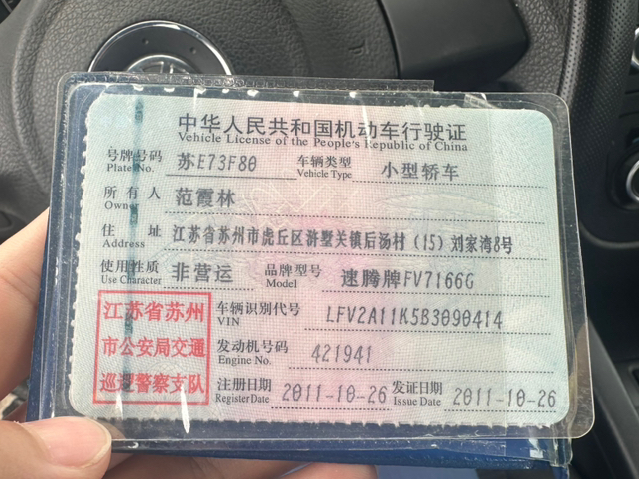 中华人民共和国机动车行驶证
Vehicle License of the People's Republic of China
号牌号码 苏E73F80 车辆类型 小型轿车
Plate No. Vehicle Type
所有人 范霞林
Owner
住址 江苏省苏州市虎丘区浒墅关镇后汤村（15）刘家湾8号
Address
使用性质 非营运 品牌型号 速腾牌FV7166G
Use Character Model
江苏省苏州
市公安局交通
巡逻警察支队
车辆识别代号 LFV2A11K5B3090414
VIN
发动机号码 421941
Engine No.
注册日期 2011-10-26 发证日期 2011-10-26
Register Date Issue Date